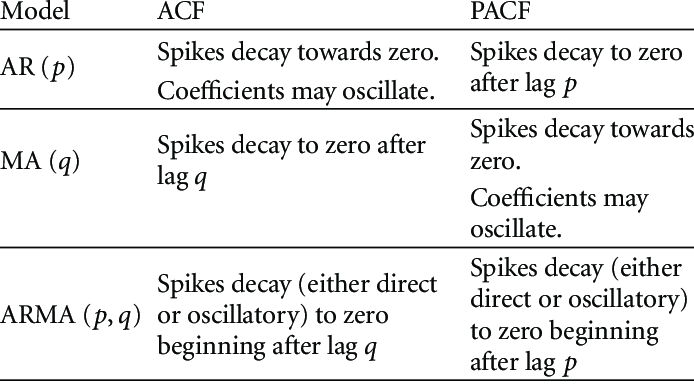 Model ACF PACF
AR (p)
Spikes decay towards zero.
Coefficients may oscillate.
Spikes decay to zero
after lag p
MA (q)
Spikes decay to zero after
lag q
Spikes decay towards
zero.
Coefficients may
oscillate.
ARMA (p, q)
Spikes decay (either direct
or oscillatory) to zero
beginning after lag q
Spikes decay (either
direct or oscillatory)
to zero beginning
after lag p